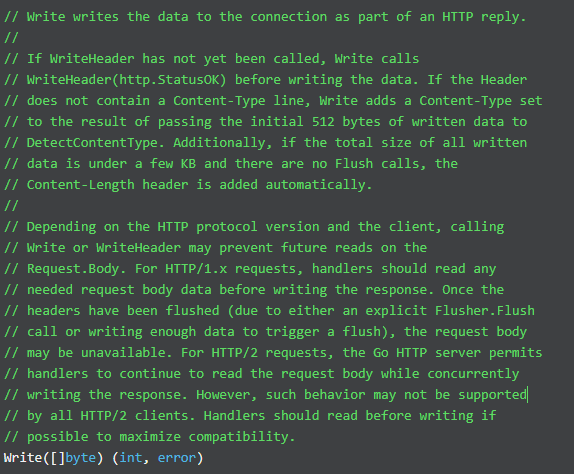 // Write writes the data to the connection as part of an HTTP reply.
//
// If WriteHeader has not yet been called, Write calls
// WriteHeader(http.StatusOK) before writing the data. If the Header
// does not contain a Content-Type line, Write adds a Content-Type set
// to the result of passing the initial 512 bytes of written data to
// DetectContentType. Additionally, if the total size of all written
// data is under a few KB and there are no Flush calls, the
// Content-Length header is added automatically.
//
// Depending on the HTTP protocol version and the client, calling
// Write or WriteHeader may prevent future reads on the
// Request.Body. For HTTP/1.x requests, handlers should read any
// needed request body data before writing the response. Once the
// headers have been flushed (due to either an explicit Flusher.Flush
// call or writing enough data to trigger a flush), the request body
// may be unavailable. For HTTP/2 requests, the Go HTTP server permits
// handlers to continue to read the request body while concurrently
// writing the response. However, such behavior may not be supported
// by all HTTP/2 clients. Handlers should read before writing if
// possible to maximize compatibility.
Write([]byte) (int, error)